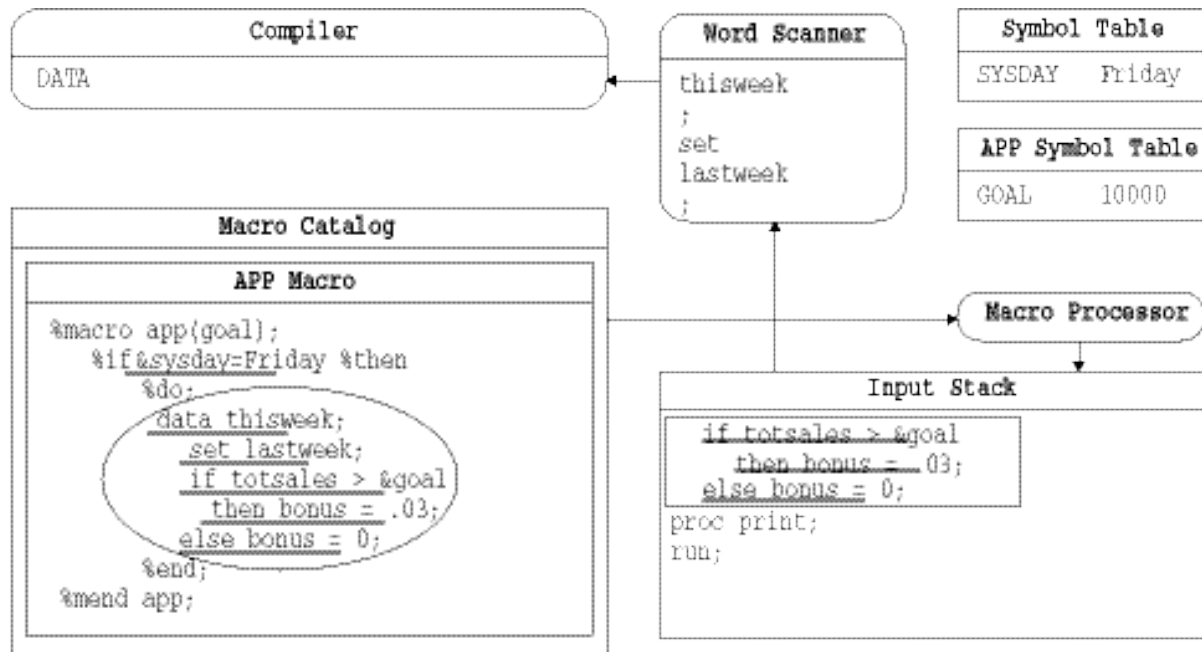 Compiler
DATA
Word Scanner
thisweek
;
set
lastweek
;
Symbol Table
SYSDAY Friday
APP Symbol Table
GOAL 10000
Macro Catalog
APP Macro
%macro app(goal);
%if &sysday=Friday %then
%do;
data thisweek;
set lastweek;
if totsales > &goal
then bonus = .03;
else bonus = 0;
%end;
%mend app;
Macro Processor
Input Stack
if totsales > &goal
then bonus = .03;
else bonus = 0;
proc print;
run;